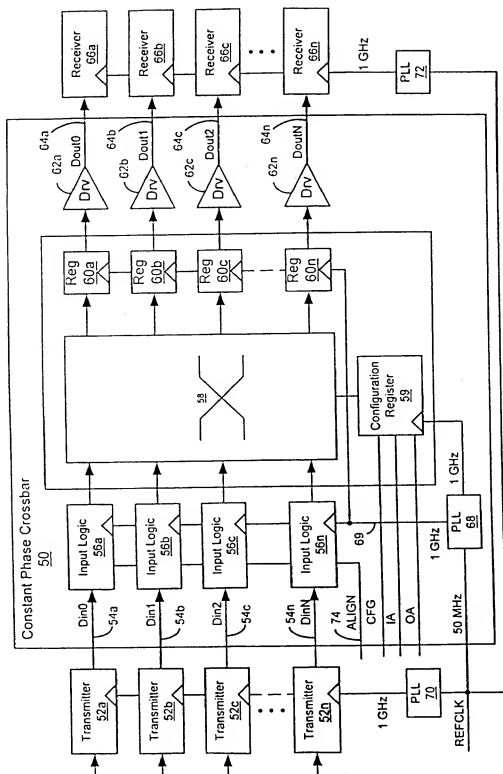 Constant Phase Crossbar
50
Transmitter
52a
Transmitter
52b
Transmitter
52c
Transmitter
52n
1 GHz
PLL
70
REFCLK
Din0
54a
Din1
54b
Din2
54c
DinN
54n
74
ALIGN
CFG
IA
OA
50 MHz
Input Logic
56a
Input Logic
56b
Input Logic
56c
Input Logic
56n
69
1 GHz
PLL
68
1 GHz
58
Configuration
Register
59
Reg
60a
Reg
60b
Reg
60c
Reg
60n
62a
Drv
62b
Drv
62c
Drv
62n
Drv
64a
Dout0
64b
Dout1
64c
Dout2
64n
DoutN
Receiver
66a
Receiver
66b
Receiver
66c
Receiver
66n
1 GHz
PLL
72